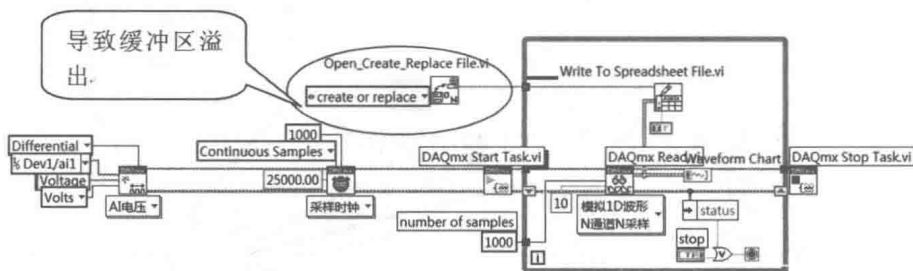 导致缓冲区溢
出
Open_Create_Replace File.vi
create or replace
Write To Spreadsheet File.vi
1000
Differential
Dev1/ai1
Voltage
Volts
AI电压
Continuous Samples
25000.00
采样时钟
DAQmx Start Task.vi
DAQmx Read.vi
Waveform Chart
DAQmx Stop Task.vi
10
模拟1D波形
N通道N采样
number of samples
1000
status
stop
i